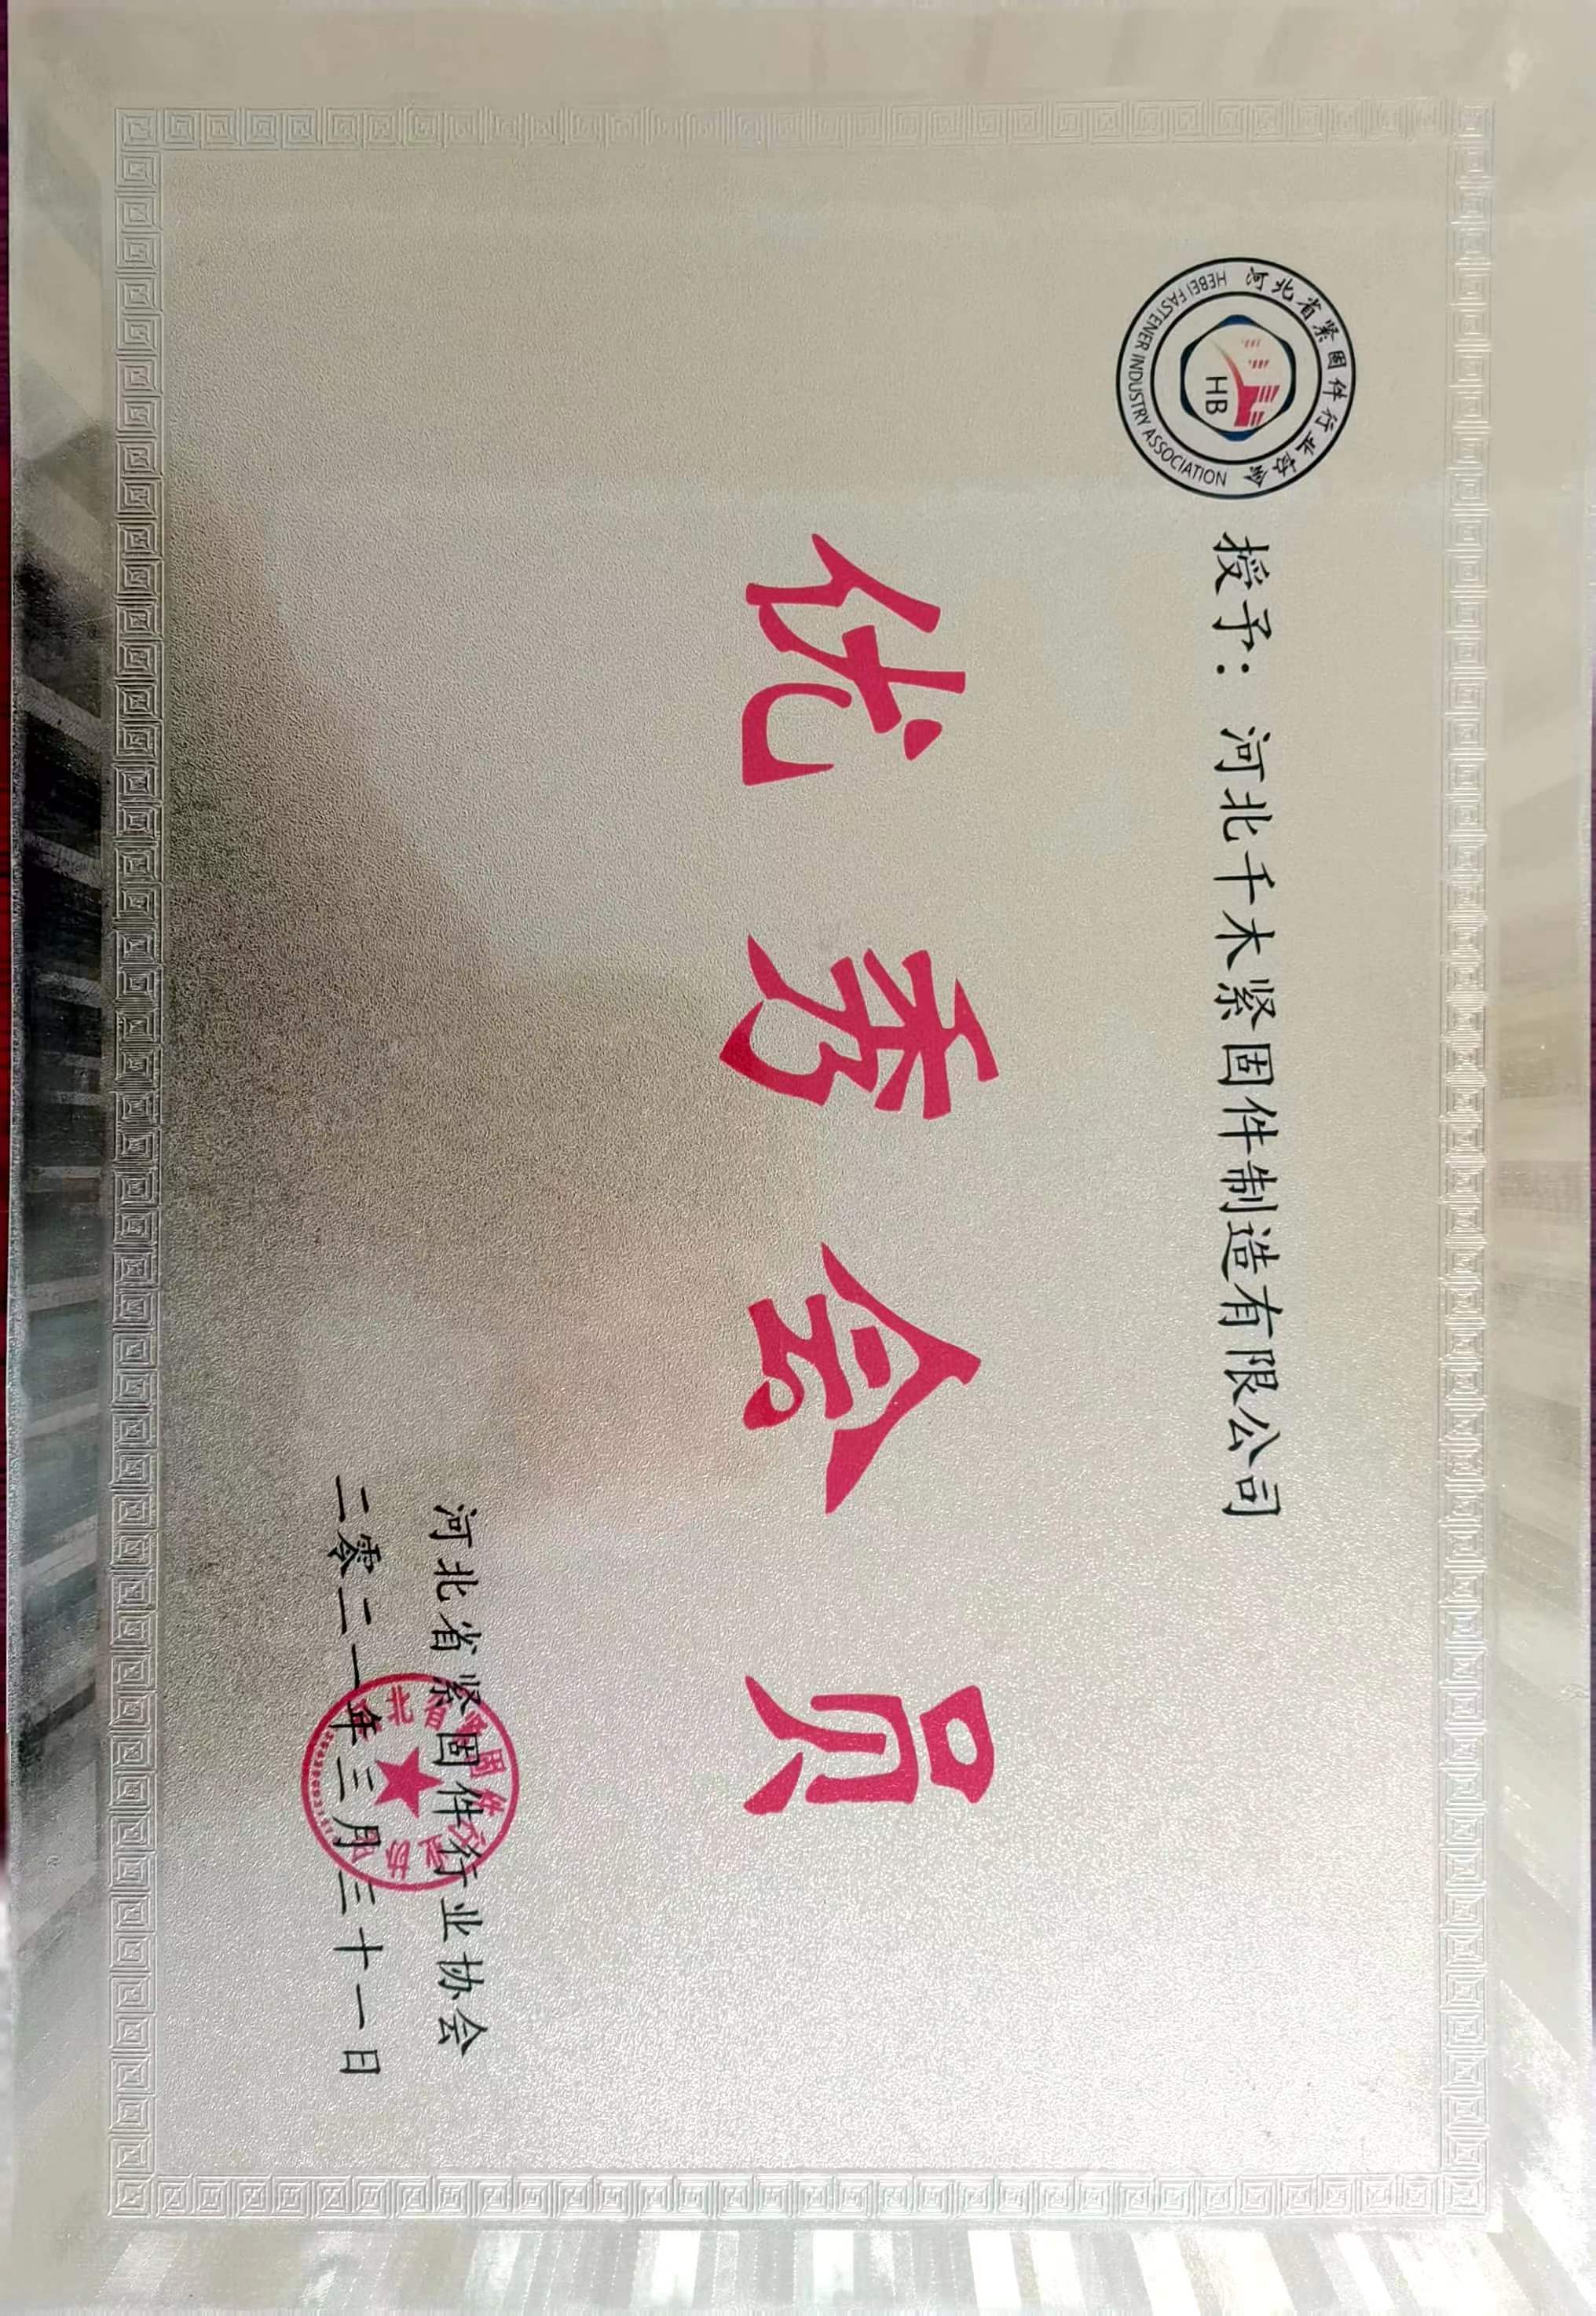 河北省紧固件行业协会
HEBEI FASTENER INDUSTRY ASSOCIATION
HB
授予：河北千木紧固件制造有限公司
优秀会员
河北省紧固件行业协会
二零二一年三月三十一日